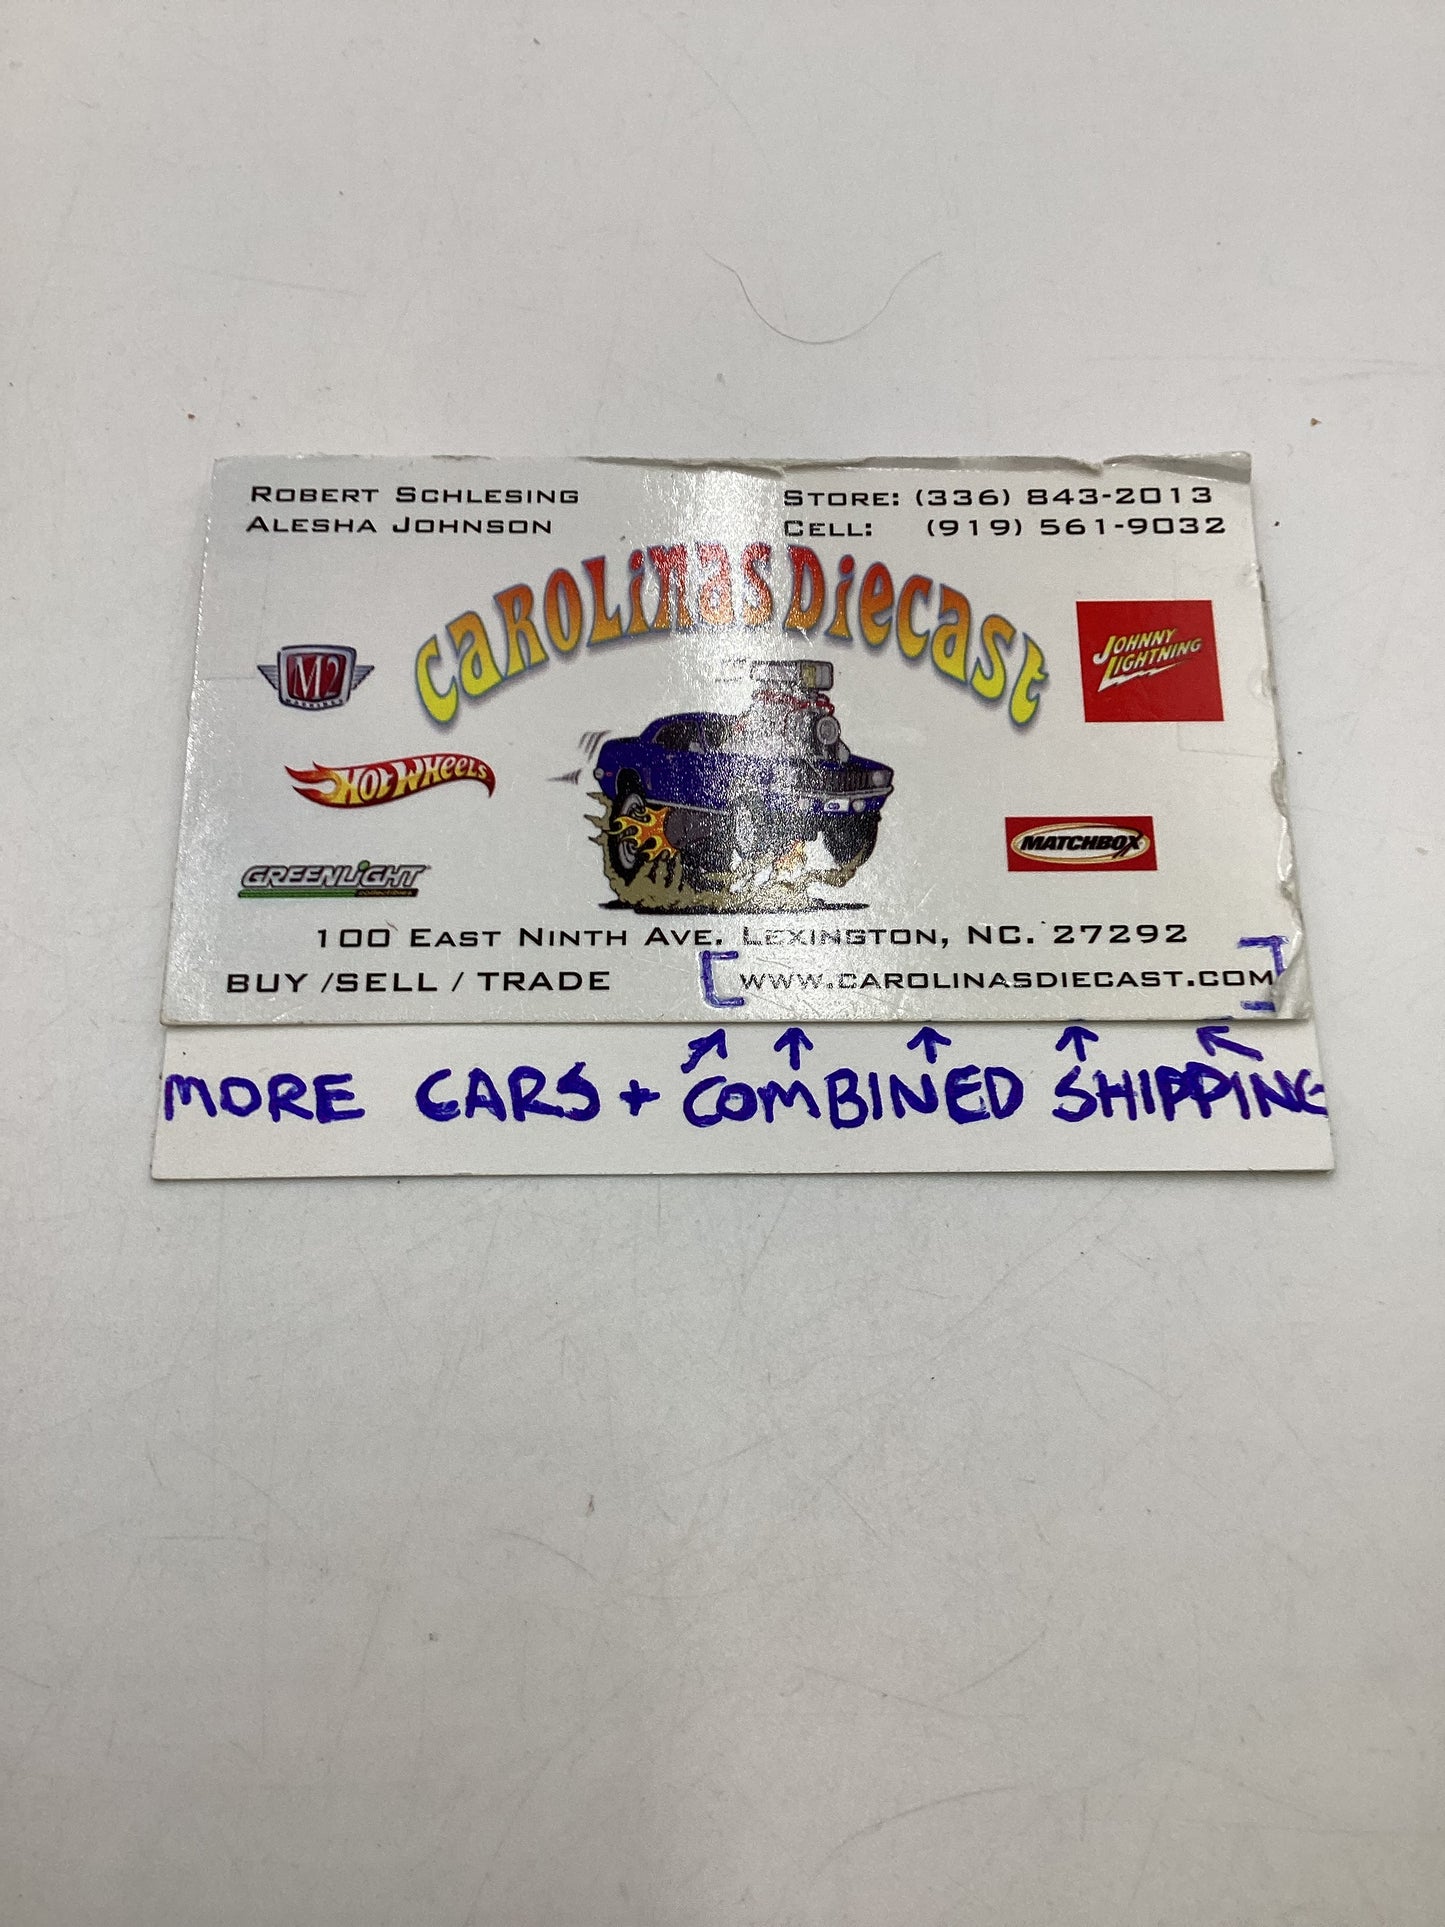 ROBERT SCHLESING
ALESHA JOHNSON
STORE: (336) 843-2013
CELL: (919) 561-9032
CAROLINAS DIECAST
M2
MACHINES
JOHNNY
LIGHTNING
HOT WHEELS
MATCHBOX
GREENLIGHT
COLLECTIBLES
100 EAST NINTH AVE. LEXINGTON, NC. 27292
BUY /SELL / TRADE
WWW.CAROLINASDIECAST.COM
MORE CARS + COMBINED SHIPPING